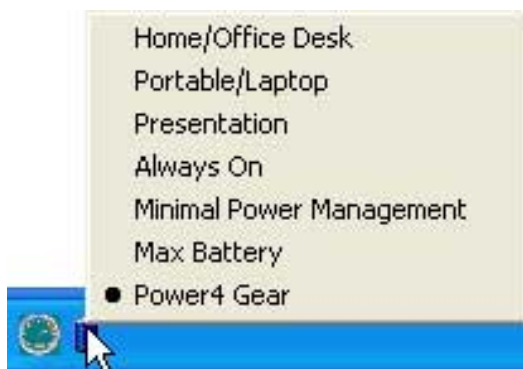 Home/Office Desk
Portable/Laptop
Presentation
Always On
Minimal Power Management
Max Battery
Power4 Gear